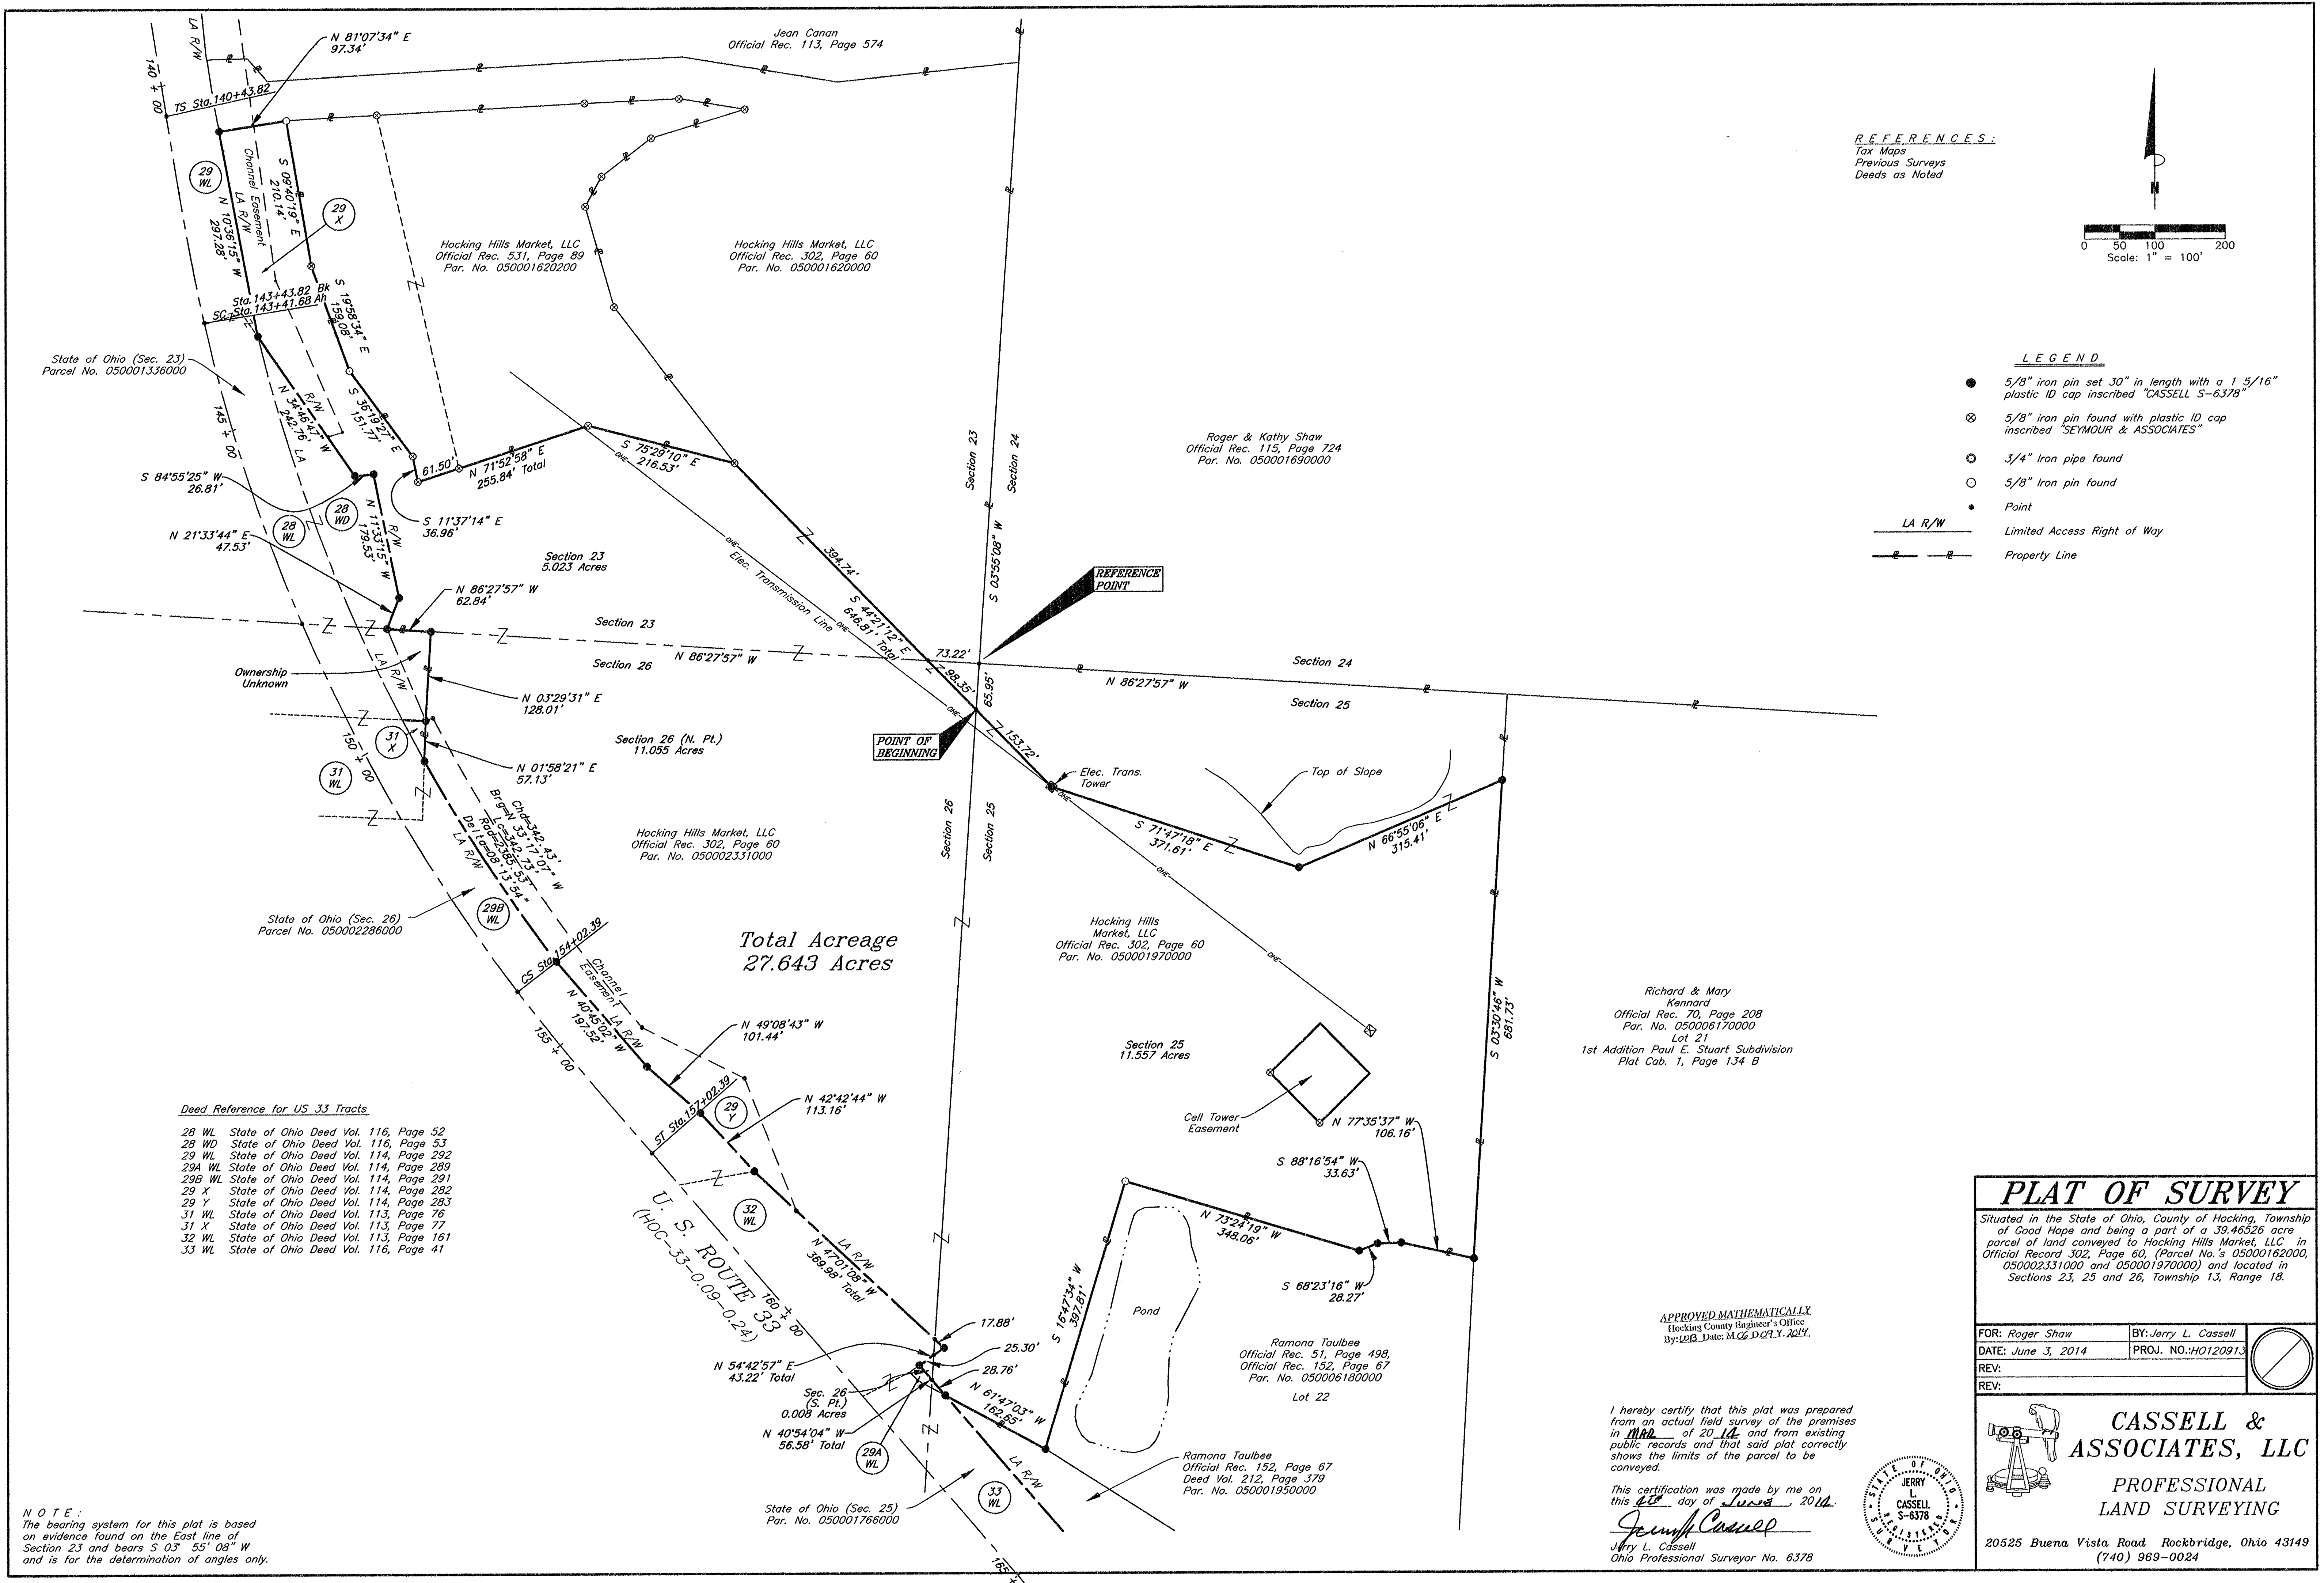 Jean Canan
Official Rec. 113, Page 574
LA R/W
140 + 00
N 81°07'34" E
97.34'
TS Sta.140+43.82
29
WL
Channel Easement
LA R/W
S 09°40'19" E
210.14'
29
X
N 10°36'15" W
297.28'
Hocking Hills Market, LLC
Official Rec. 531, Page 89
Par. No. 050001620200
Hocking Hills Market, LLC
Official Rec. 302, Page 60
Par. No. 050001620000
Sta.143+43.82 Bk
SC Sta.143+41.68 Ah
S 19°58'34" E
159.08'
State of Ohio (Sec. 23)
Parcel No. 050001336000
145 + 00
N 34°46'47" W
242.76'
LA
R/W
S 36°19'27" E
151.77'
61.50'
N 71°52'58" E
255.84' Total
S 75°29'10" E
216.53'
S 84°55'25" W
26.81'
28
WD
28
WL
S 11°37'14" E
36.96'
N 21°33'44" E
47.53'
N 11°33'15" W
179.53'
R/W
Section 23
5.023 Acres
N 86°27'57" W
62.84'
OHE
Elec. Transmission Line
394.74'
S 44°21'12" E
646.81' Total
Section 23
Section 24
S 03°55'08" W
Roger & Kathy Shaw
Official Rec. 115, Page 724
Par. No. 050001690000
REFERENCE
POINT
Section 23
Section 26
N 86°27'57" W
73.22'
98.35'
65.95'
Section 24
N 86°27'57" W
Section 25
Ownership
Unknown
LA R/W
N 03°29'31" E
128.01'
31
X
150 + 00
31
WL
N 01°58'21" E
57.13'
Section 26 (N. Pt.)
11.055 Acres
POINT OF
BEGINNING
153.72'
Elec. Trans.
Tower
Top of Slope
S 71°47'18" E
371.61'
N 66°55'06" E
315.41'
Chd=342.43'
Brg=N 33°17'07" W
Lc=342.73'
Rad=2385.53'
Delta=08°13'54"
LA R/W
Hocking Hills Market, LLC
Official Rec. 302, Page 60
Par. No. 050002331000
Section 26
Section 25
29B
WL
State of Ohio (Sec. 26)
Parcel No. 050002286000
Total Acreage
27.643 Acres
Hocking Hills
Market, LLC
Official Rec. 302, Page 60
Par. No. 050001970000
CS Sta. 154+02.39
Channel
Easement
LA R/W
N 40°45'02" W
197.52'
155 + 00
N 49°08'43" W
101.44'
Section 25
11.557 Acres
S 03°30'46" W
681.73'
Richard & Mary
Kennard
Official Rec. 70, Page 208
Par. No. 050006170000
Lot 21
1st Addition Paul E. Stuart Subdivision
Plat Cab. 1, Page 134 B
ST Sta.157+02.39
29
Y
N 42°42'44" W
113.16'
Cell Tower
Easement
N 77°35'37" W
106.16'
S 88°16'54" W
33.63'
N 73°24'19" W
348.06'
S 68°23'16" W
28.27'
32
WL
U. S. ROUTE 33
(HOC-33-0.09-0.24)
LA R/W
N 47°01'08" W
369.98' Total
160 + 00
S 16°47'34" W
397.81'
Pond
17.88'
25.30'
28.76'
N 54°42'57" E
43.22' Total
Sec. 26
(S. Pt.)
0.008 Acres
N 40°54'04" W
56.58' Total
N 61°47'03" W
162.65'
29A
WL
LA R/W
33
WL
State of Ohio (Sec. 25)
Par. No. 050001766000
165 +
Ramona Taulbee
Official Rec. 51, Page 498,
Official Rec. 152, Page 67
Par. No. 050006180000
Lot 22
Ramona Taulbee
Official Rec. 152, Page 67
Deed Vol. 212, Page 379
Par. No. 050001950000
Deed Reference for US 33 Tracts
28 WL State of Ohio Deed Vol. 116, Page 52
28 WD State of Ohio Deed Vol. 116, Page 53
29 WL State of Ohio Deed Vol. 114, Page 292
29A WL State of Ohio Deed Vol. 114, Page 289
29B WL State of Ohio Deed Vol. 114, Page 291
29 X State of Ohio Deed Vol. 114, Page 282
29 Y State of Ohio Deed Vol. 114, Page 283
31 WL State of Ohio Deed Vol. 113, Page 76
31 X State of Ohio Deed Vol. 113, Page 77
32 WL State of Ohio Deed Vol. 113, Page 161
33 WL State of Ohio Deed Vol. 116, Page 41
NOTE:
The bearing system for this plat is based
on evidence found on the East line of
Section 23 and bears S 03° 55' 08" W
and is for the determination of angles only.
REFERENCES:
Tax Maps
Previous Surveys
Deeds as Noted
N
0 50 100 200
Scale: 1" = 100'
LEGEND
5/8" iron pin set 30" in length with a 1 5/16"
plastic ID cap inscribed "CASSELL S-6378"
5/8" iron pin found with plastic ID cap
inscribed "SEYMOUR & ASSOCIATES"
3/4" Iron pipe found
5/8" Iron pin found
Point
LA R/W Limited Access Right of Way
Property Line
APPROVED MATHEMATICALLY
Hocking County Engineer's Office
By: WB Date: M.06 D.09 Y.2014
I hereby certify that this plat was prepared
from an actual field survey of the premises
in MAR of 2014 and from existing
public records and that said plat correctly
shows the limits of the parcel to be
conveyed.
This certification was made by me on
this 4TH day of June, 2014.
Jerry L. Cassell
Jerry L. Cassell
Ohio Professional Surveyor No. 6378
STATE OF OHIO
JERRY
L.
CASSELL
S-6378
REGISTERED
SURVEYOR
PLAT OF SURVEY
Situated in the State of Ohio, County of Hocking, Township
of Good Hope and being a part of a 39.46526 acre
parcel of land conveyed to Hocking Hills Market, LLC in
Official Record 302, Page 60, (Parcel No.'s 05000162000,
050002331000 and 050001970000) and located in
Sections 23, 25 and 26, Township 13, Range 18.
FOR: Roger Shaw BY: Jerry L. Cassell
DATE: June 3, 2014 PROJ. NO.:HO120913
REV:
REV:
CASSELL &
ASSOCIATES, LLC
PROFESSIONAL
LAND SURVEYING
20525 Buena Vista Road Rockbridge, Ohio 43149
(740) 969-0024